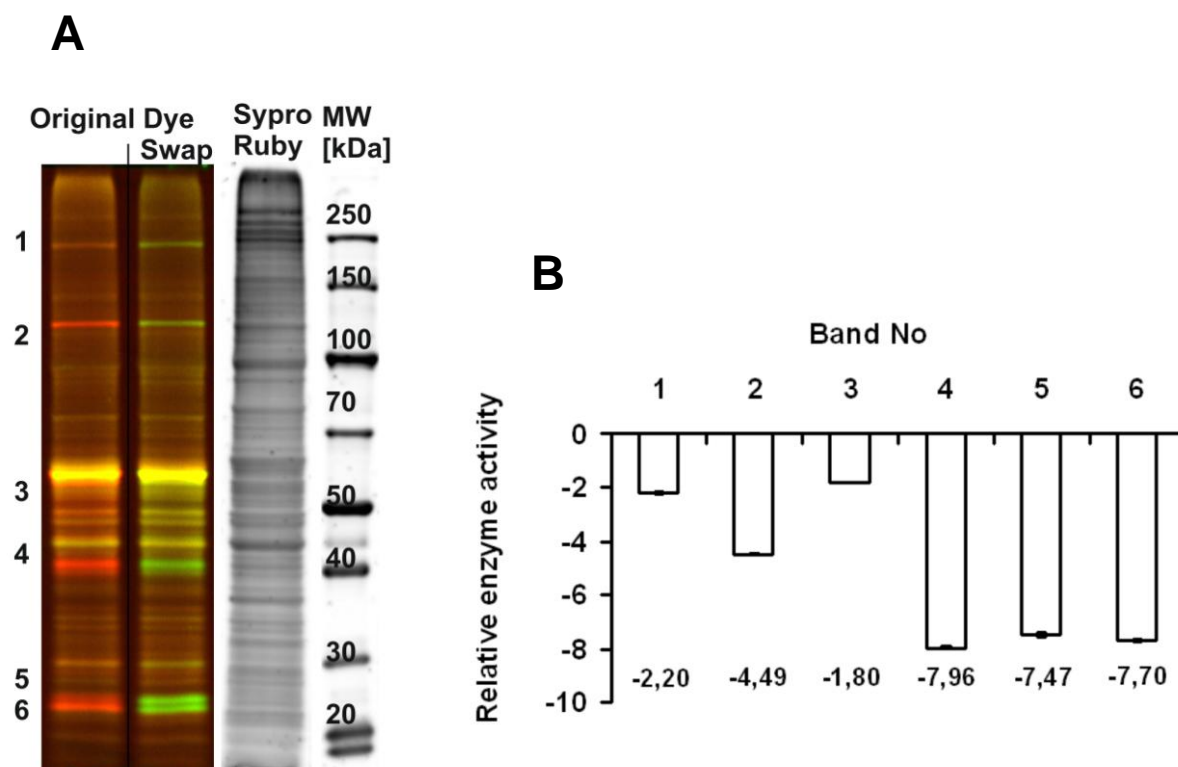 A
Original Dye
Swap
Sypro
Ruby
MW
[kDa]
1
2
3
4
5
6
250
150
100
70
50
40
30
20
B
Band No
1 2 3 4 5 6
Relative enzyme activity
0
-2
-4
-6
-8
-10
-2,20 -4,49 -1,80 -7,96 -7,47 -7,70